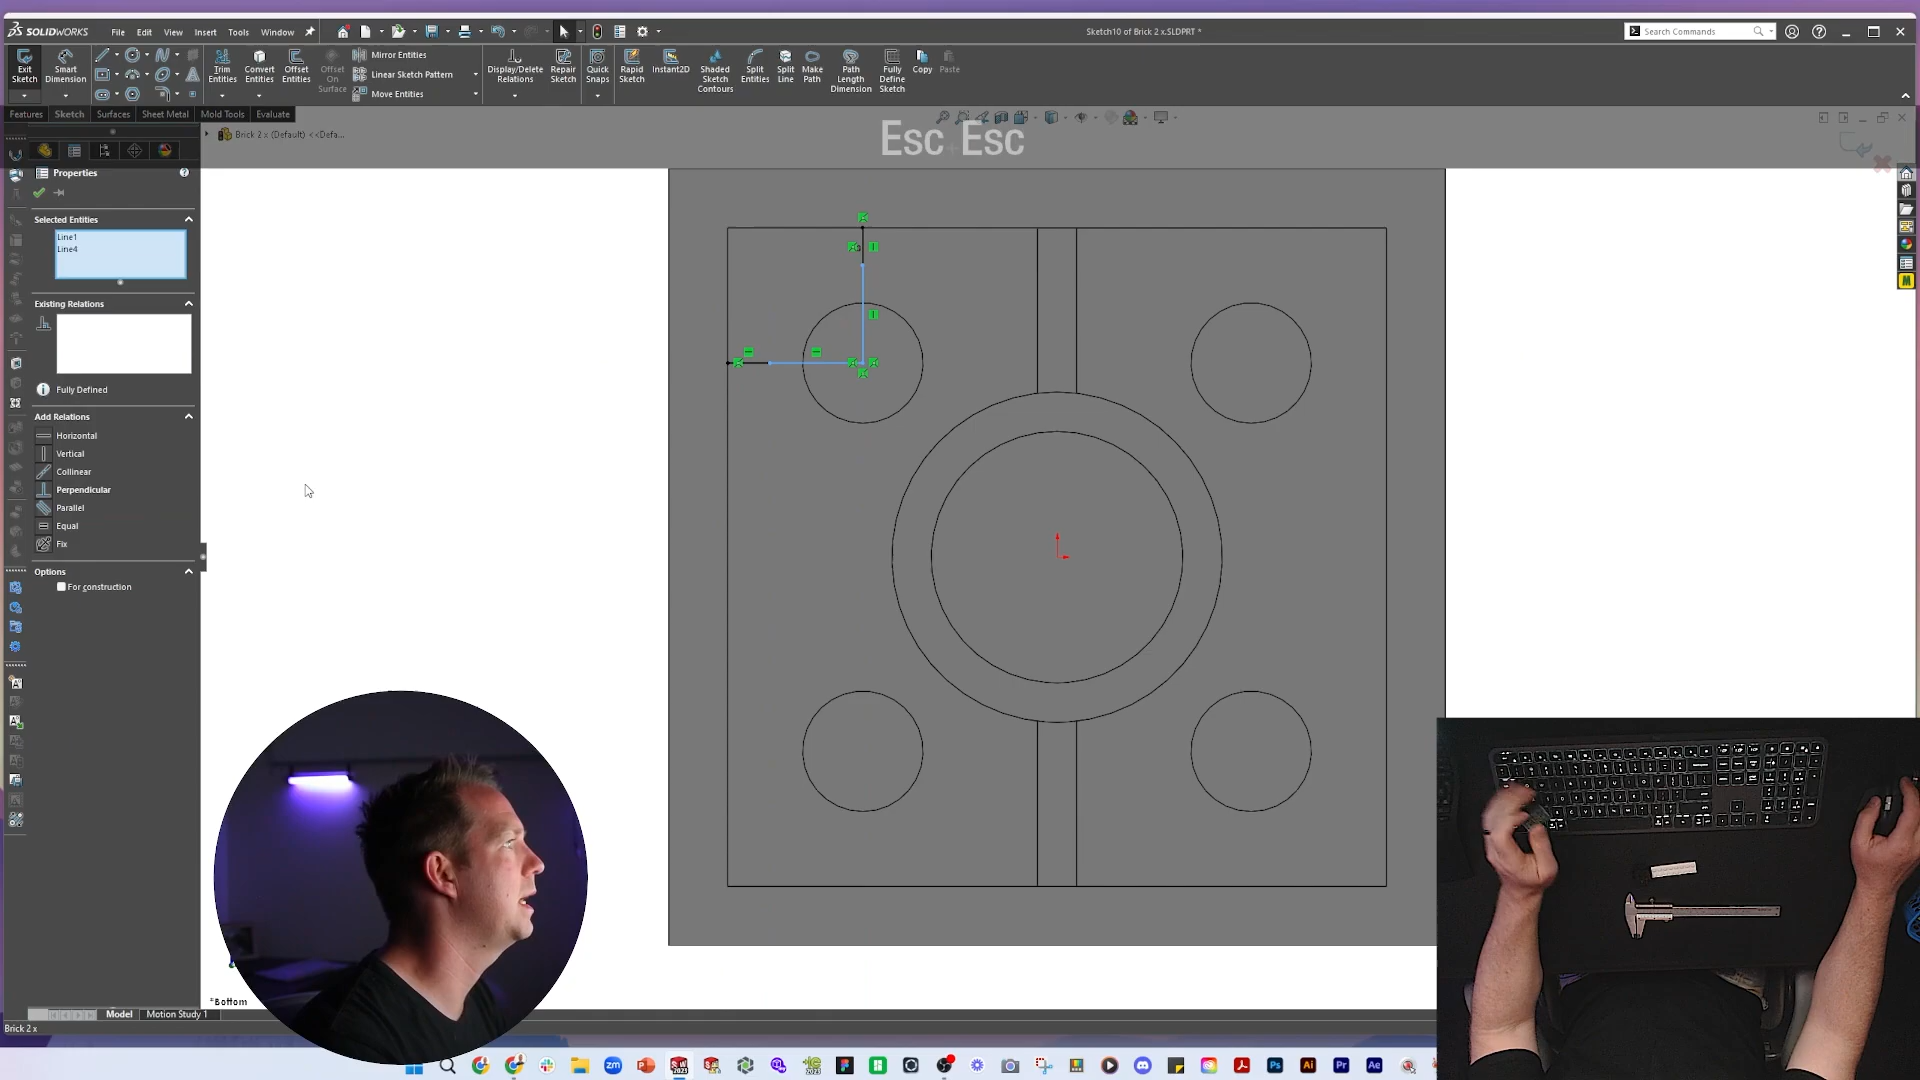 SOLIDWORKS
File Edit View Insert Tools Window
Sketch10 of Brick 2 x.SLDPRT *
Search Commands
Exit Sketch
Smart Dimension
Trim Entities
Convert Entities
Offset Entities
Offset On Surface
Mirror Entities
Linear Sketch Pattern
Move Entities
Display/Delete Relations
Repair Sketch
Quick Snaps
Rapid Sketch
Instant2D
Shaded Sketch Contours
Split Entities
Split Line
Make Path
Path Length Dimension
Fully Define Sketch
Copy
Paste
Features Sketch Surfaces Sheet Metal Mold Tools Evaluate
Brick 2 x (Default) <<Defa...
Esc Esc
Properties
Selected Entities
Line1
Line4
Existing Relations
Fully Defined
Add Relations
Horizontal
Vertical
Collinear
Perpendicular
Parallel
Equal
Fix
Options
For construction
*Bottom
Model Motion Study 1
Brick 2 x